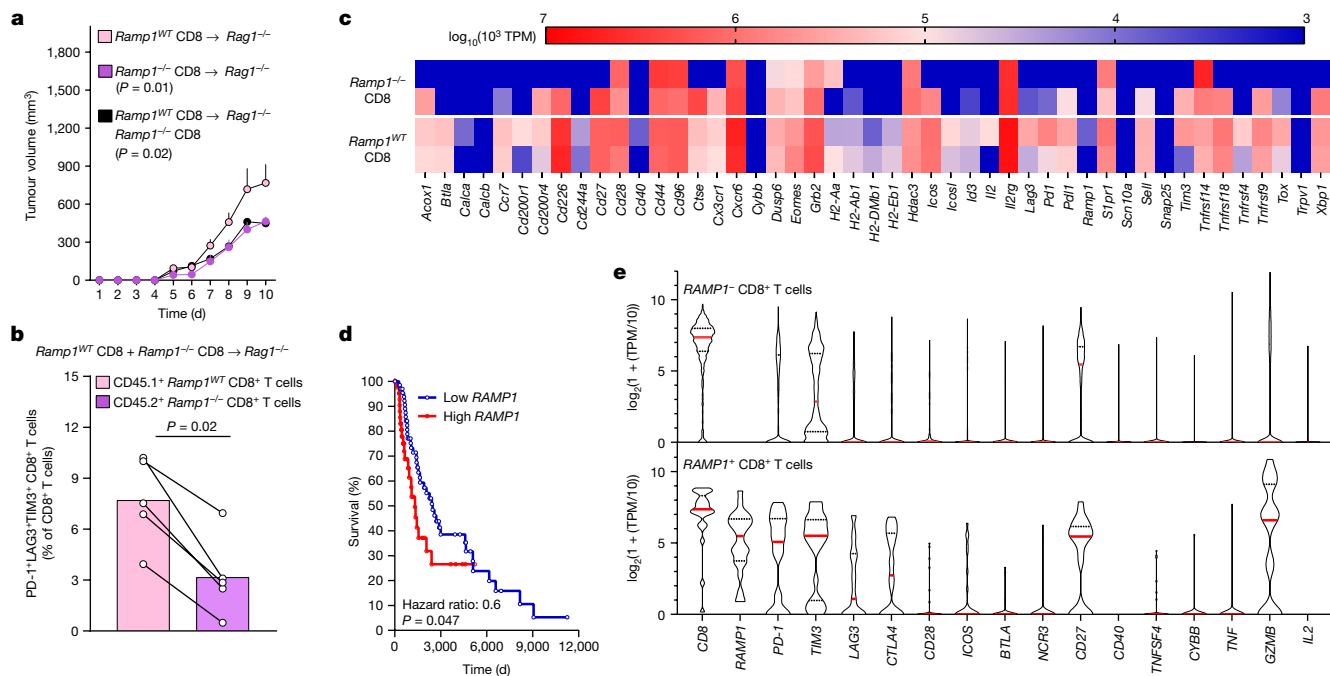 a
Tumour volume (mm³)
1,800
1,500
1,200
900
600
300
0
1 2 3 4 5 6 7 8 9 10
Time (d)
Ramp1WT CD8 → Rag1−/−
Ramp1−/− CD8 → Rag1−/−
(P = 0.01)
Ramp1WT CD8 → Rag1−/−
Ramp1−/− CD8
(P = 0.02)
b
Ramp1WT CD8 + Ramp1−/− CD8 → Rag1−/−
PD-1+LAG3+TIM3+ CD8+ T cells
(% of CD8+ T cells)
15
12
9
6
3
0
CD45.1+ Ramp1WT CD8+ T cells
CD45.2+ Ramp1−/− CD8+ T cells
P = 0.02
c
log10(10³ TPM)
7 6 5 4 3
Ramp1−/−
CD8
Ramp1WT
CD8
Acox1
Btla
Calca
Calcb
Ccr7
Cd200r1
Cd200r4
Cd226
Cd24a
Cd27
Cd28
Cd40
Cd44
Cd96
Ctse
Cx3cr1
Cxcr6
Cybb
Dusp6
Eomes
Grb2
H2-Aa
H2-Ab1
H2-DMb1
H2-Eb1
Hdac3
Icos
Icosl
Id3
Il2
Il2rg
Lag3
Pd1
Pdl1
Ramp1
S1pr1
Scn10a
Sell
Snap25
Tim3
Tnfrsf14
Tnfrsf18
Tnfrsf4
Tnfrsf9
Tox
Trpv1
Xbp1
d
Survival (%)
100
90
80
70
60
50
40
30
20
10
0
Low RAMP1
High RAMP1
Hazard ratio: 0.6
P = 0.047
0 3,000 6,000 9,000 12,000
Time (d)
e
log2(1 + (TPM/10))
10
5
0
RAMP1− CD8+ T cells
log2(1 + (TPM/10))
10
5
0
RAMP1+ CD8+ T cells
CD8
RAMP1
PD-1
TIM3
LAG3
CTLA4
CD28
ICOS
BTLA
NCR3
CD27
CD40
TNFSF4
CYBB
TNF
GZMB
IL2